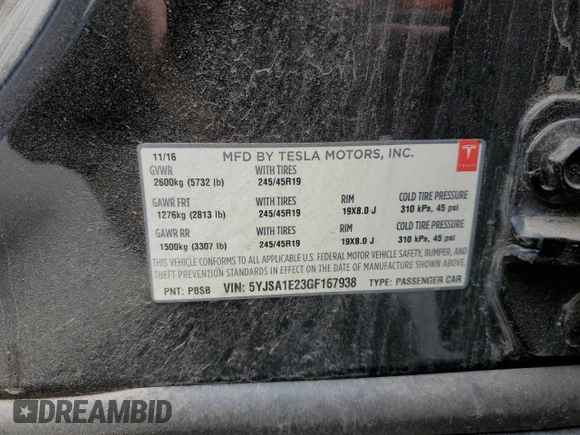 11/16 MFD BY TESLA MOTORS, INC.
GVWR WITH TIRES
2600kg (5732 lb) 245/45R19
GAWR FRT WITH TIRES RIM COLD TIRE PRESSURE
1276kg (2813 lb) 245/45R19 19X8.0 J 310 kPa, 45 psi
GAWR RR WITH TIRES RIM COLD TIRE PRESSURE
1500kg (3307 lb) 245/45R19 19X8.0 J 310 kPa, 45 psi
THIS VEHICLE CONFORMS TO ALL APPLICABLE U.S. FEDERAL MOTOR VEHICLE SAFETY, BUMPER, AND
THEFT PREVENTION STANDARDS IN EFFECT ON THE DATE OF MANUFACTURE SHOWN ABOVE.
PNT: PBSB VIN: 5YJSA1E23GF167938 TYPE: PASSENGER CAR
DREAMBID